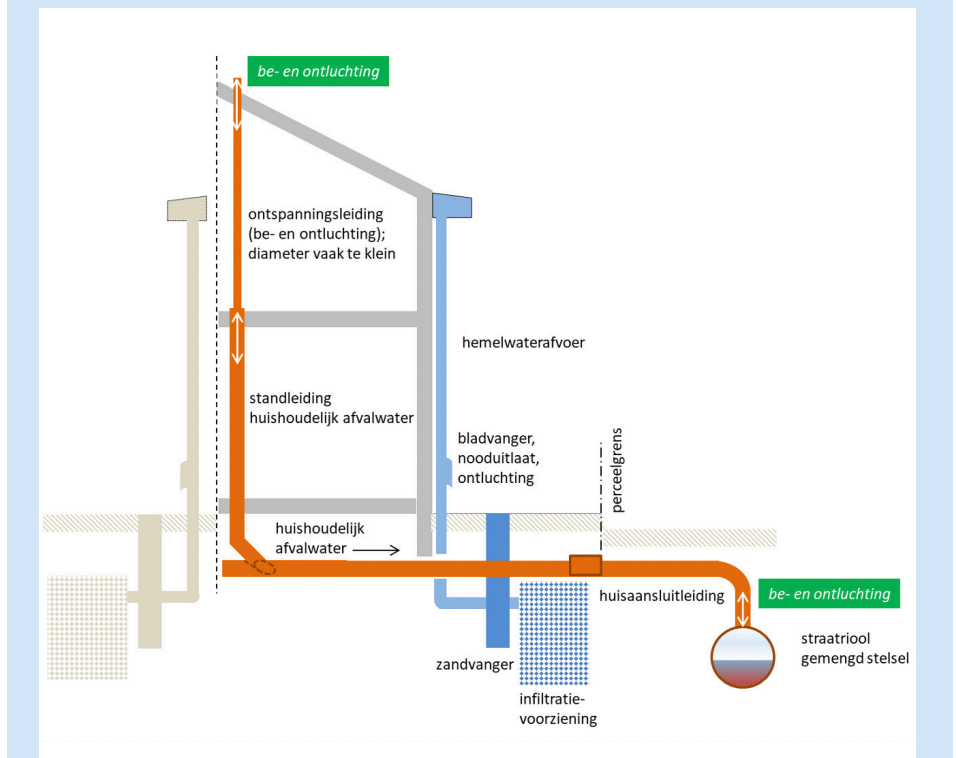 be- en ontluchting
ontspanningsleiding
(be- en ontluchting);
diameter vaak te klein
hemelwaterafvoer
standleiding
huishoudelijk afvalwater
bladvanger,
nooduitlaat,
ontluchting
perceelgrens
huishoudelijk
afvalwater
huisaansluitleiding
be- en ontluchting
straatriool
gemengd stelsel
zandvanger
infiltratie-
voorziening